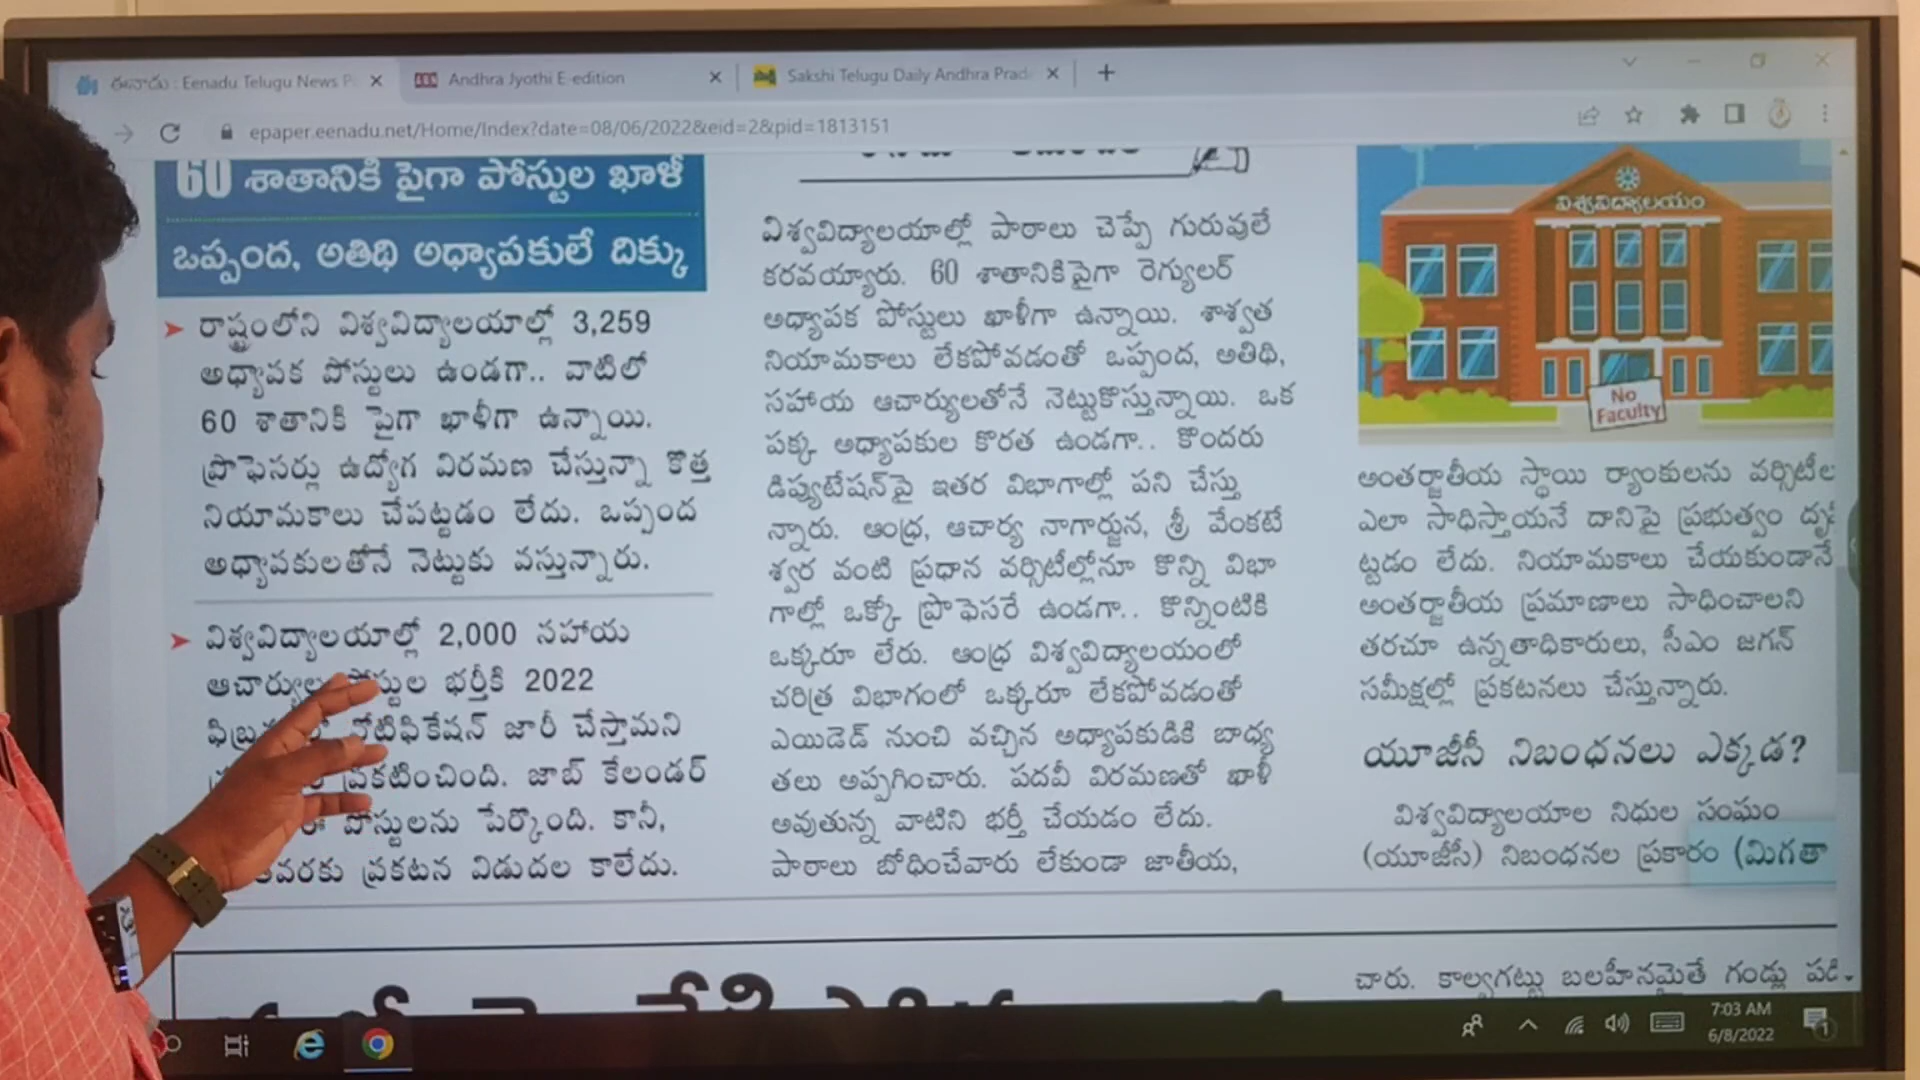 ఈనాడు : Eenadu Telugu News P
Andhra Jyothi E-edition
Sakshi Telugu Daily Andhra Prad
epaper.eenadu.net/Home/Index?date=08/06/2022&eid=2&pid=1813151
60 శాతానికి పైగా పోస్టుల ఖాళీ
ఒప్పంద, అతిథి అధ్యాపకులే దిక్కు
రాష్ట్రంలోని విశ్వవిద్యాలయాల్లో 3,259
అధ్యాపక పోస్టులు ఉండగా.. వాటిలో
60 శాతానికి పైగా ఖాళీగా ఉన్నాయి.
ప్రొఫెసర్లు ఉద్యోగ విరమణ చేస్తున్నా కొత్త
నియామకాలు చేపట్టడం లేదు. ఒప్పంద
అధ్యాపకులతోనే నెట్టుకు వస్తున్నారు.
విశ్వవిద్యాలయాల్లో 2,000 సహాయ
ఆచార్యుల పోస్టుల భర్తీకి 2022
నోటిఫికేషన్ జారీ చేస్తామని
ప్రకటించింది. జాబ్ కేలండర్
ఈ పోస్టులను పేర్కొంది. కానీ,
ప్రకటన విడుదల కాలేదు.
విశ్వవిద్యాలయాల్లో పాఠాలు చెప్పే గురువులే
కరవయ్యారు. 60 శాతానికిపైగా రెగ్యులర్
అధ్యాపక పోస్టులు ఖాళీగా ఉన్నాయి. శాశ్వత
నియామకాలు లేకపోవడంతో ఒప్పంద, అతిథి,
సహాయ ఆచార్యులతోనే నెట్టుకొస్తున్నాయి. ఒక
పక్క అధ్యాపకుల కొరత ఉండగా.. కొందరు
డిప్యుటేషన్‌పై ఇతర విభాగాల్లో పని చేస్తు
న్నారు. ఆంధ్ర, ఆచార్య నాగార్జున, శ్రీ వేంకటే
శ్వర వంటి ప్రధాన వర్సిటీల్లోనూ కొన్ని విభా
గాల్లో ఒక్కో ప్రొఫెసరే ఉండగా.. కొన్నింటికి
ఒక్కరూ లేరు. ఆంధ్ర విశ్వవిద్యాలయంలో
చరిత్ర విభాగంలో ఒక్కరూ లేకపోవడంతో
ఎయిడెడ్ నుంచి వచ్చిన అధ్యాపకుడికి బాధ్య
తలు అప్పగించారు. పదవీ విరమణతో ఖాళీ
అవుతున్న వాటిని భర్తీ చేయడం లేదు.
పాఠాలు బోధించేవారు లేకుండా జాతీయ,
విశ్వవిద్యాలయం
No
Faculty
అంతర్జాతీయ స్థాయి ర్యాంకులను వర్సిటీల
ఎలా సాధిస్తాయనే దానిపై ప్రభుత్వం
ట్టడం లేదు. నియామకాలు చేయకుండానే
అంతర్జాతీయ ప్రమాణాలు సాధించాలని
తరచూ ఉన్నతాధికారులు, సీఎం జగన్
సమీక్షల్లో ప్రకటనలు చేస్తున్నారు.
యూజీసీ నిబంధనలు ఎక్కడ?
విశ్వవిద్యాలయాల నిధుల సంఘం
(యూజీసీ) నిబంధనల ప్రకారం (మిగతా
చారు. కాల్వగట్టు బలహీనమైతే గండ్లు
7:03 AM
6/8/2022